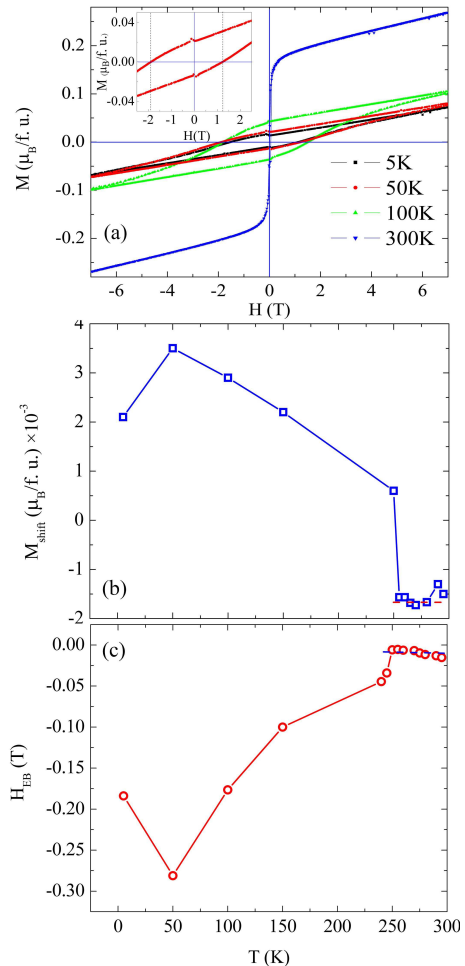 0.04
0.00
-0.04
M (μB/f. u.)
-2 -1 0 1 2
H(T)
0.2
0.1
0.0
-0.1
-0.2
M (μB/f. u.)
5K
50K
100K
300K
(a)
-6 -4 -2 0 2 4 6
H (T)
4
3
2
1
0
-1
-2
Mshift (μB/f. u.) ×10-3
(b)
0.00
-0.05
-0.10
-0.15
-0.20
-0.25
-0.30
HEB (T)
(c)
0 50 100 150 200 250 300
T (K)